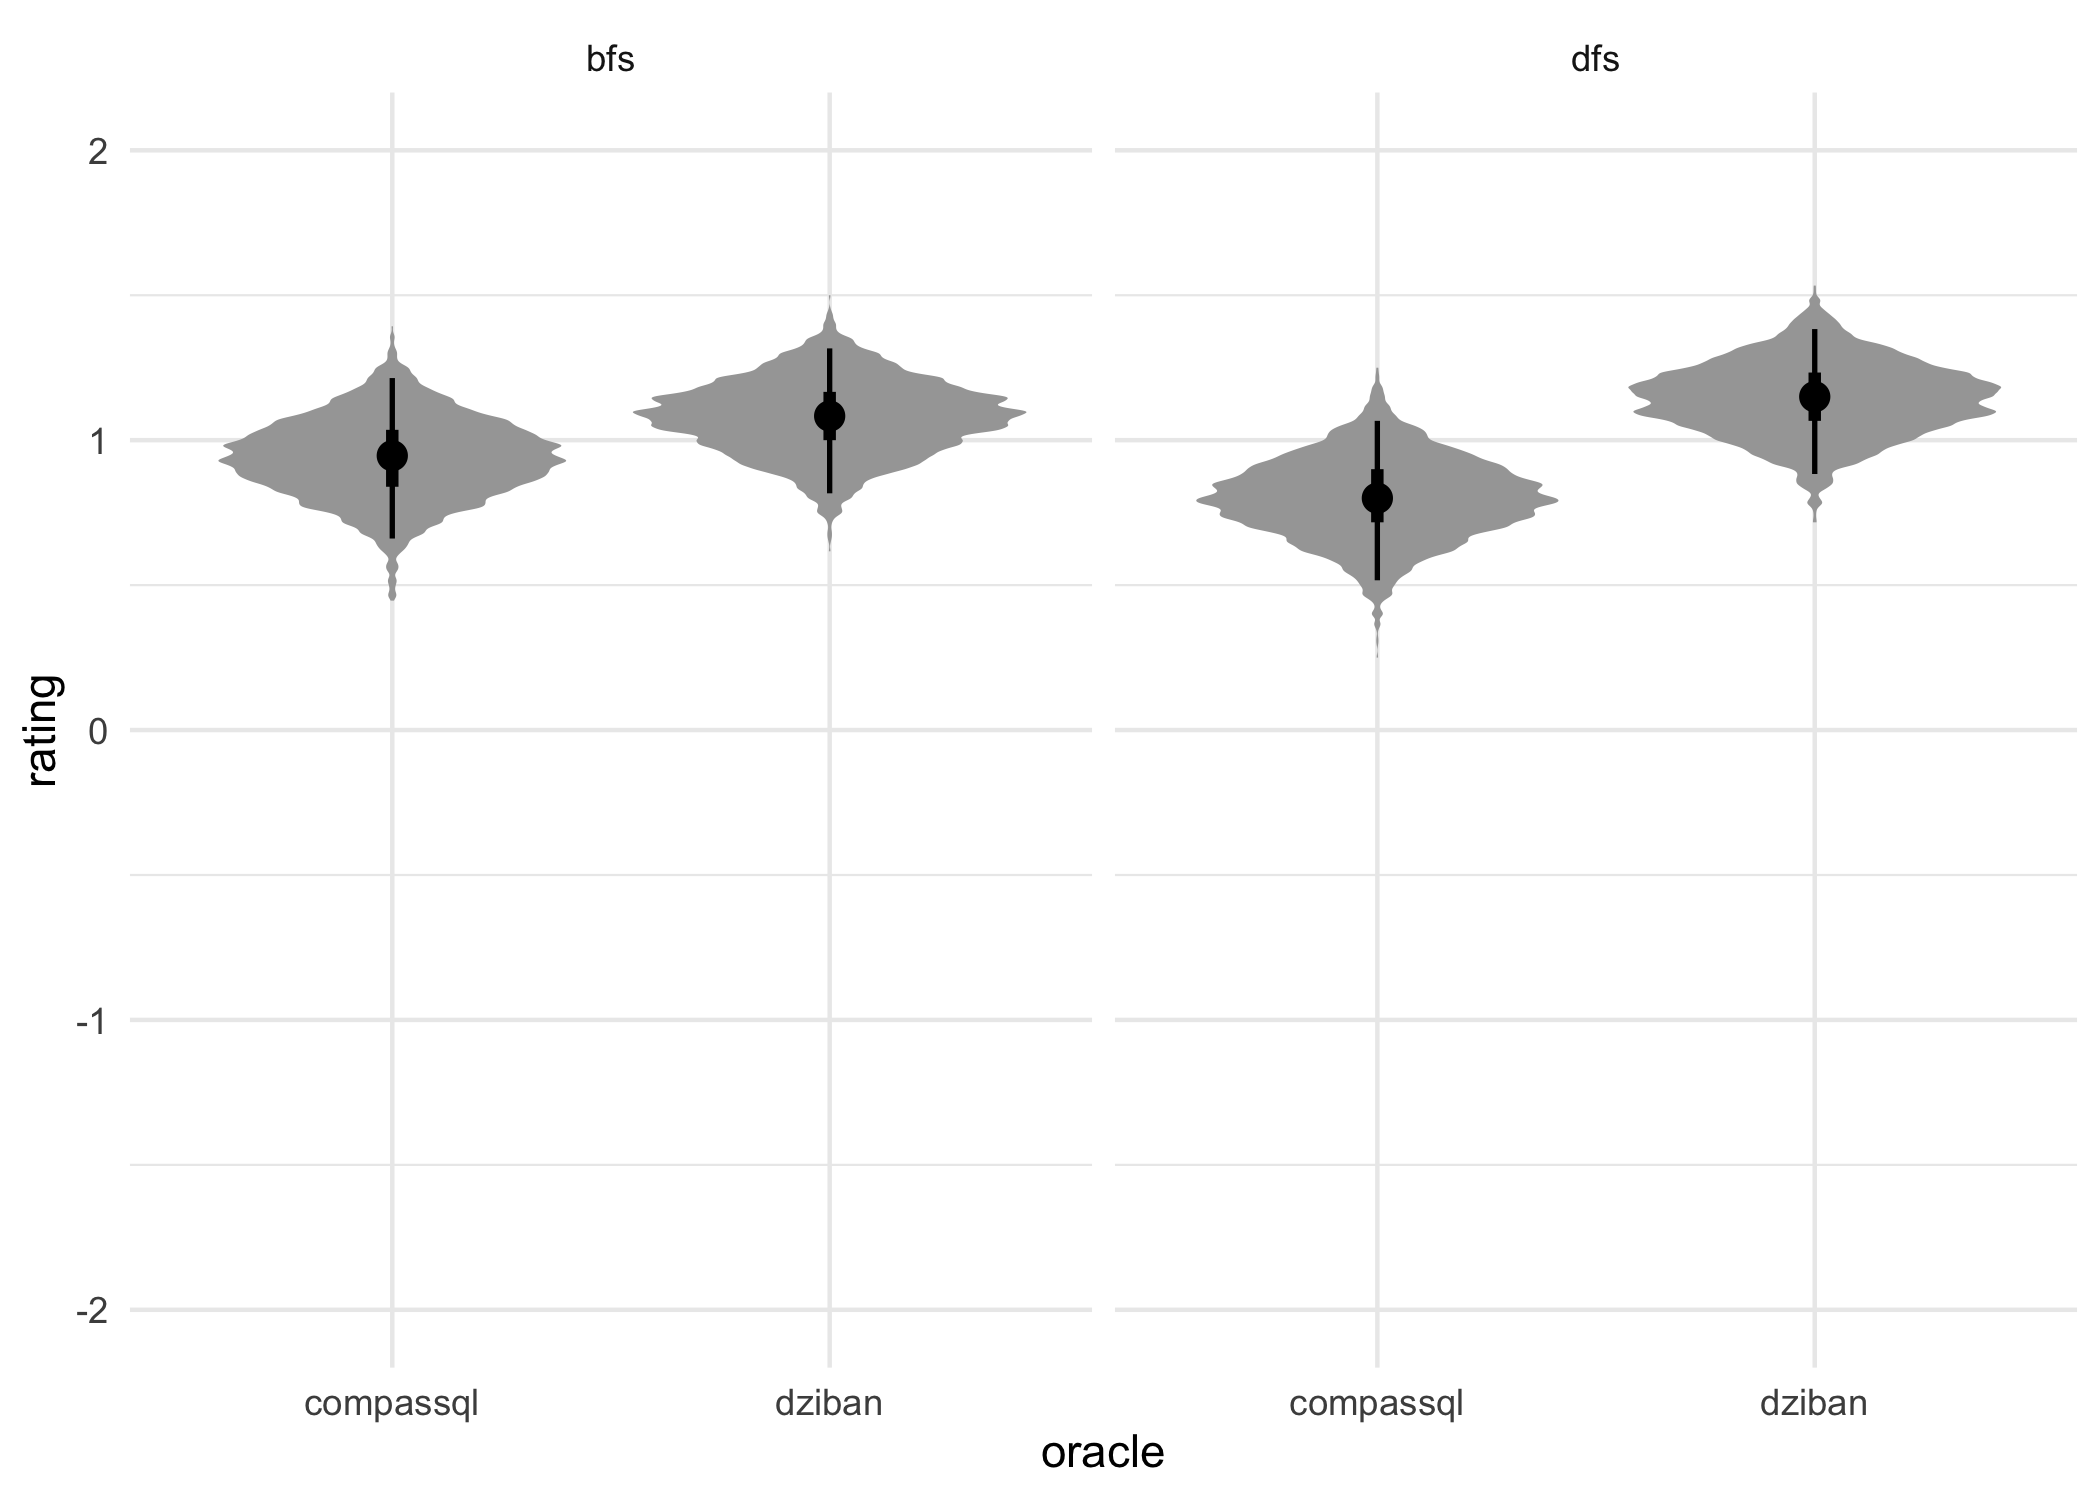 bfs
dfs
2
1
0
-1
-2
rating
compassql
dziban
compassql
dziban
oracle